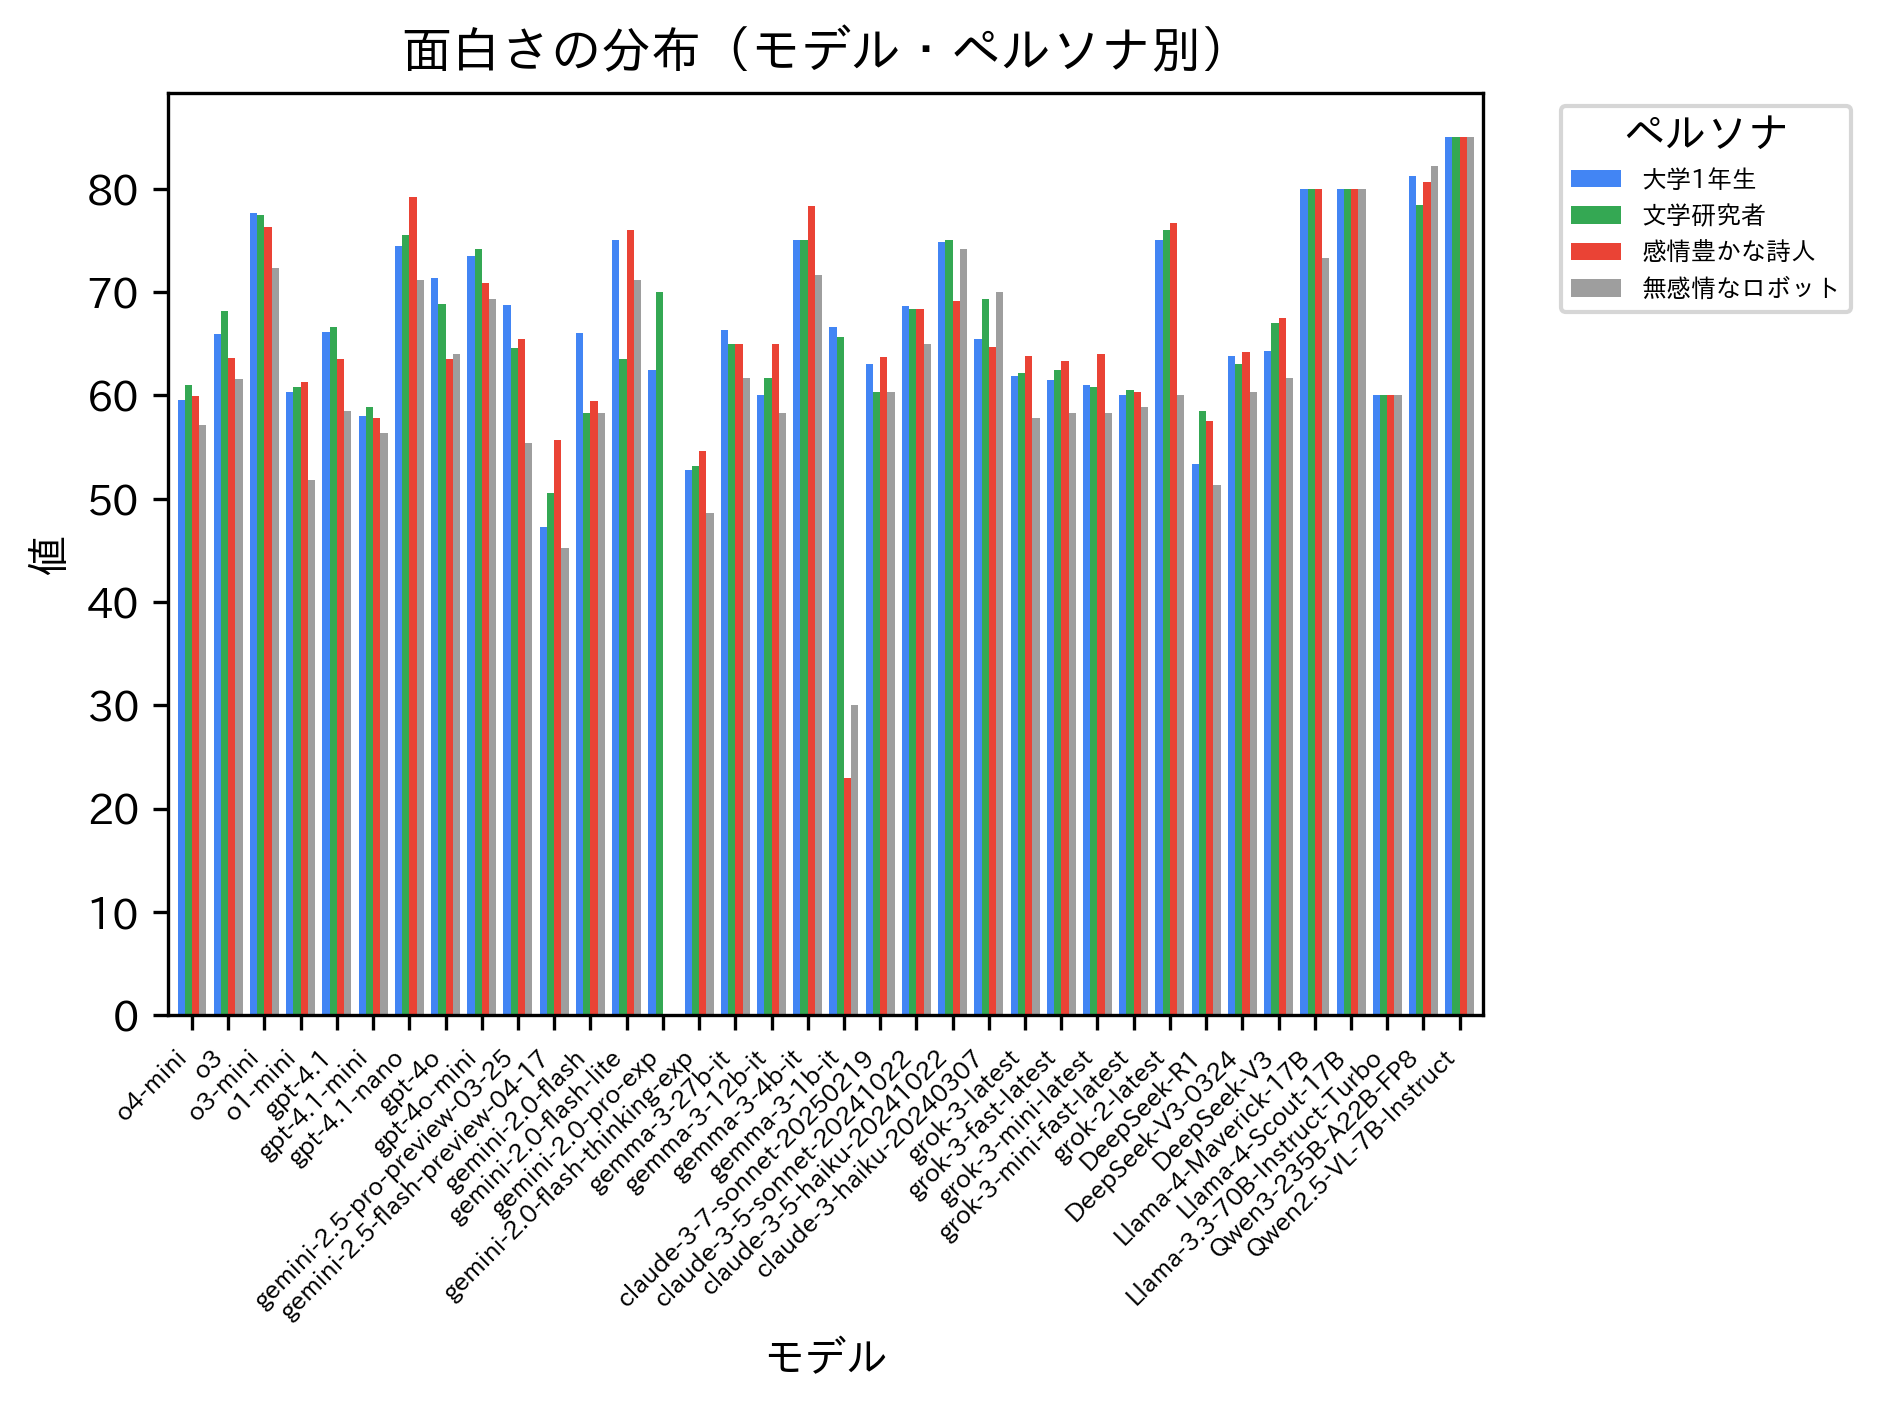 面白さの分布（モデル・ペルソナ別）
ペルソナ
大学1年生
文学研究者
感情豊かな詩人
無感情なロボット
値
80
70
60
50
40
30
20
10
0
o4-mini
o3
o3-mini
o1-mini
gpt-4.1
gpt-4.1-mini
gpt-4.1-nano
gpt-4o
gpt-4o-mini
gemini-2.5-pro-preview-03-25
gemini-2.5-flash-preview-04-17
gemini-2.0-flash
gemini-2.0-flash-lite
gemini-2.0-pro-exp
gemini-2.0-flash-thinking-exp
gemma-3-27b-it
gemma-3-12b-it
gemma-3-4b-it
gemma-3-1b-it
claude-3-7-sonnet-20250219
claude-3-5-sonnet-20241022
claude-3-5-haiku-20241022
claude-3-haiku-20240307
grok-3-latest
grok-3-fast-latest
grok-3-mini-latest
grok-3-mini-fast-latest
grok-2-latest
DeepSeek-R1
DeepSeek-V3-0324
DeepSeek-V3
Llama-4-Maverick-17B
Llama-4-Scout-17B
Llama-3.3-70B-Instruct-Turbo
Qwen3-235B-A22B-FP8
Qwen2.5-VL-7B-Instruct
モデル